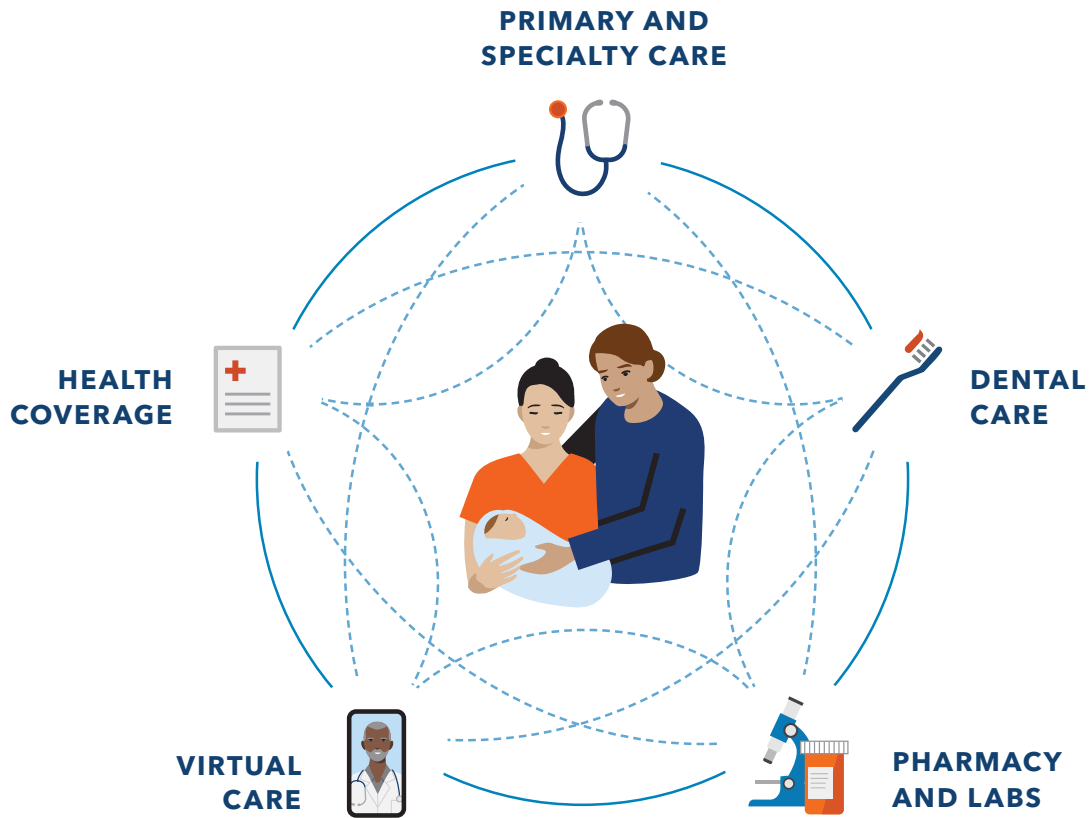 PRIMARY AND
SPECIALTY CARE
HEALTH
COVERAGE
DENTAL
CARE
VIRTUAL
CARE
PHARMACY
AND LABS